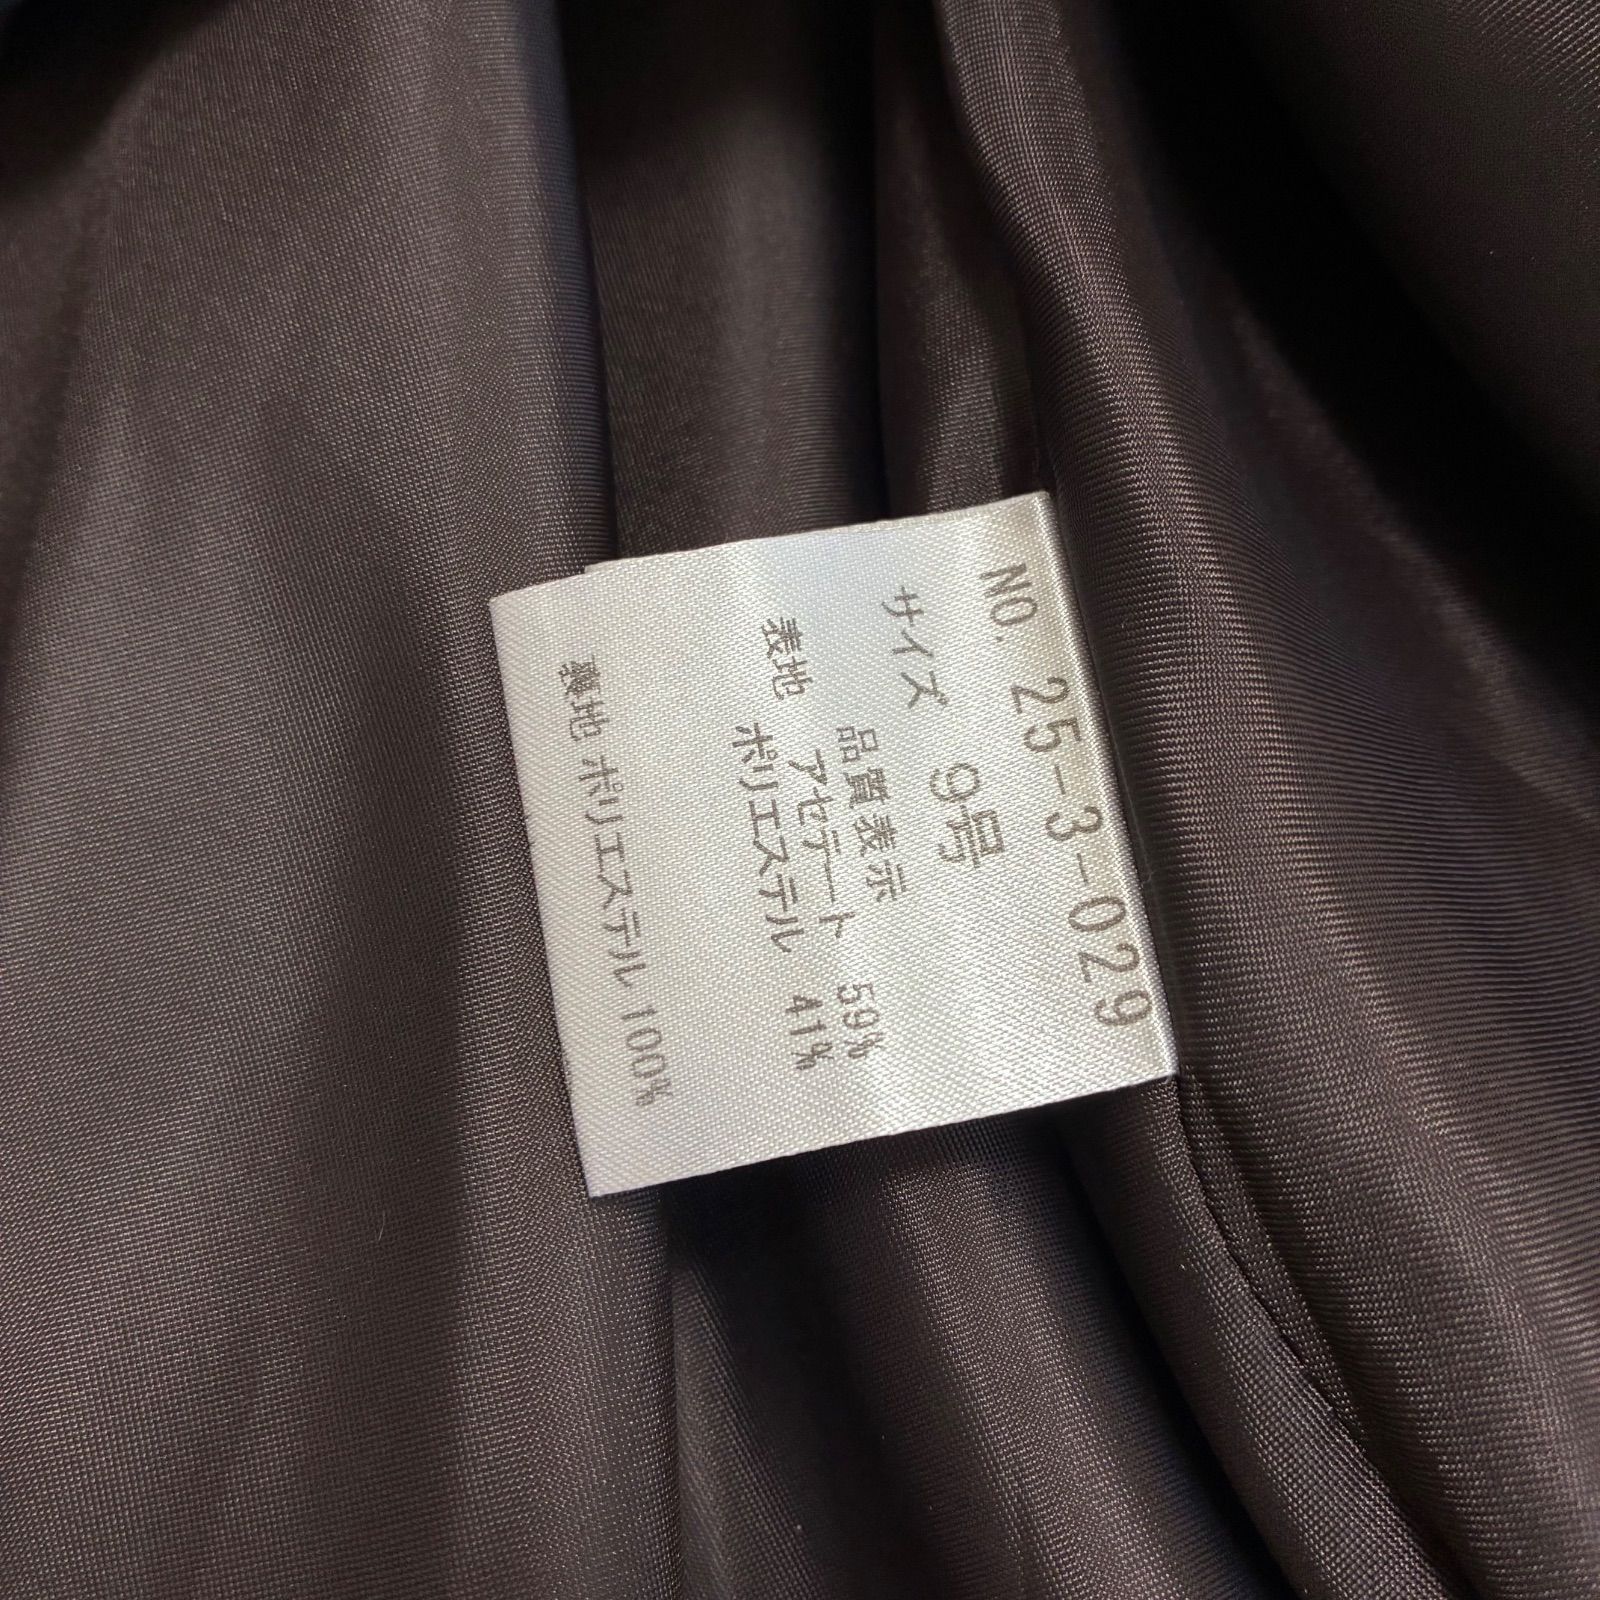 NO. 25-3-029
サイズ 9号
品質表示
表地 アセテート 59%
ポリエステル 41%
裏地 ポリエステル 100%